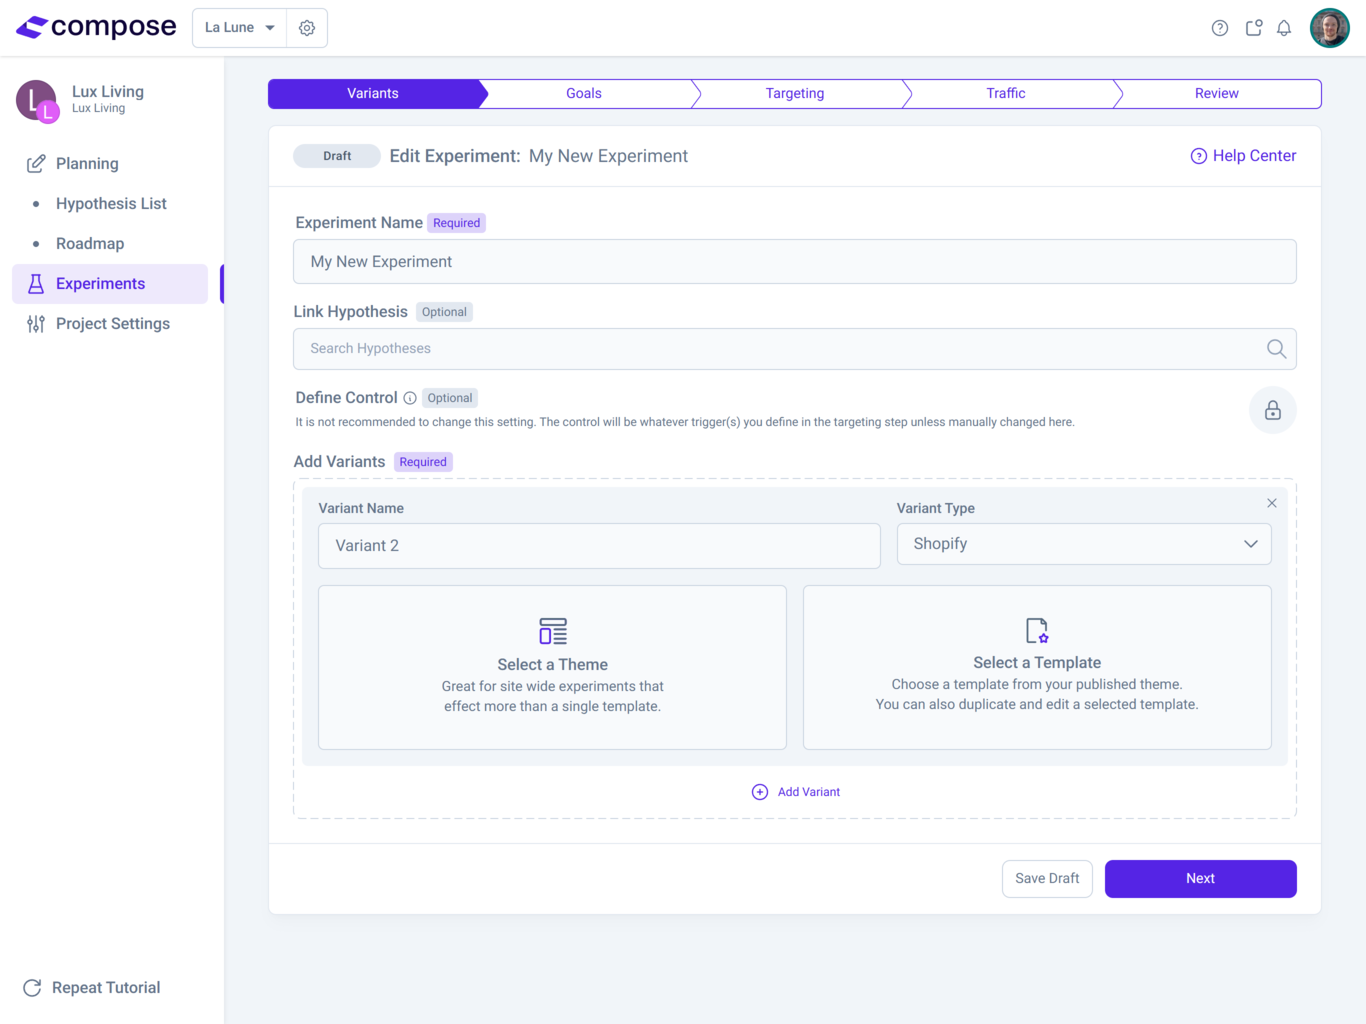 compose
La Lune
L
L
Lux Living
Lux Living
Planning
Hypothesis List
Roadmap
Experiments
Project Settings
Repeat Tutorial
Variants
Goals
Targeting
Traffic
Review
Draft
Edit Experiment: My New Experiment
Help Center
Experiment Name Required
My New Experiment
Link Hypothesis Optional
Search Hypotheses
Define Control Optional
It is not recommended to change this setting. The control will be whatever trigger(s) you define in the targeting step unless manually changed here.
Add Variants Required
Variant Name
Variant 2
Variant Type
Shopify
Select a Theme
Great for site wide experiments that
effect more than a single template.
Select a Template
Choose a template from your published theme.
You can also duplicate and edit a selected template.
Add Variant
Save Draft
Next